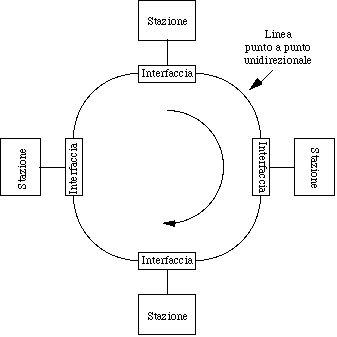 Stazione
Linea
punto a punto
unidirezionale
Interfaccia
Stazione
Interfaccia
Interfaccia
Stazione
Interfaccia
Stazione